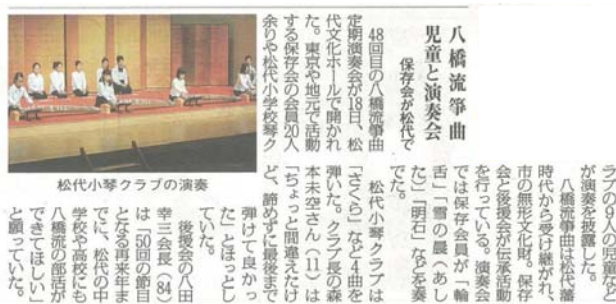 八橋流箏曲
児童と演奏会
保存会が松代で
48回目の八橋流箏曲
定期演奏会が18日、松
代文化ホールで開かれ
た。東京や地元で活動
する保存会の会員20人
余りや松代小学校琴ク
ラブの9人の児童ら
が演奏を披露した。
八橋流箏曲は松代藩
時代から受け継がれ、
市の無形文化財。保存
会と後援会が伝承活動
を行っている。演奏会
では保存会員が「輪
舌」「雪の晨(あし
た)」「明石」などを奏
でた。
松代小琴クラブは
「さくら」など4曲を
弾いた。クラブ長の森
本未空さん(11)は
「ちょっと間違えたけ
ど、諦めずに最後まで
弾けて良かっ
た」とほっとし
ていた。
後援会の八田
幸三会長(84)
は「50回の節目
となる再来年ま
でに、松代の中
学校や高校にも
八橋流の部活が
できてほしい」
と願っていた。
松代小琴クラブの演奏